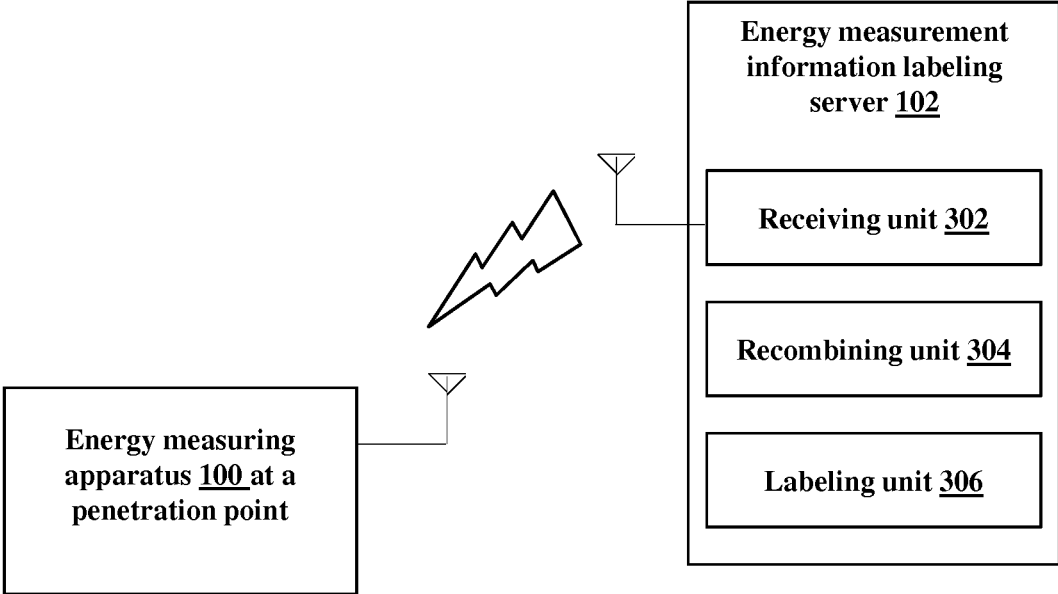 Energy measurement
information labeling
server 102
Receiving unit 302
Recombining unit 304
Labeling unit 306
Energy measuring
apparatus 100 at a
penetration point